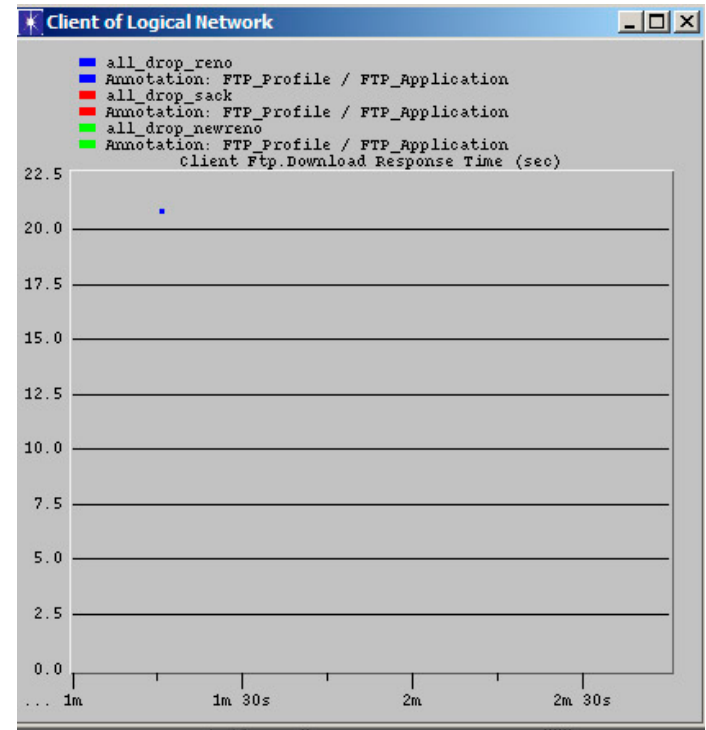 Client of Logical Network
all_drop_reno
Annotation: FTP_Profile / FTP_Application
all_drop_sack
Annotation: FTP_Profile / FTP_Application
all_drop_newreno
Annotation: FTP_Profile / FTP_Application
Client Ftp.Download Response Time (sec)
22.5
20.0
17.5
15.0
12.5
10.0
7.5
5.0
2.5
0.0
... 1m 1m 30s 2m 2m 30s